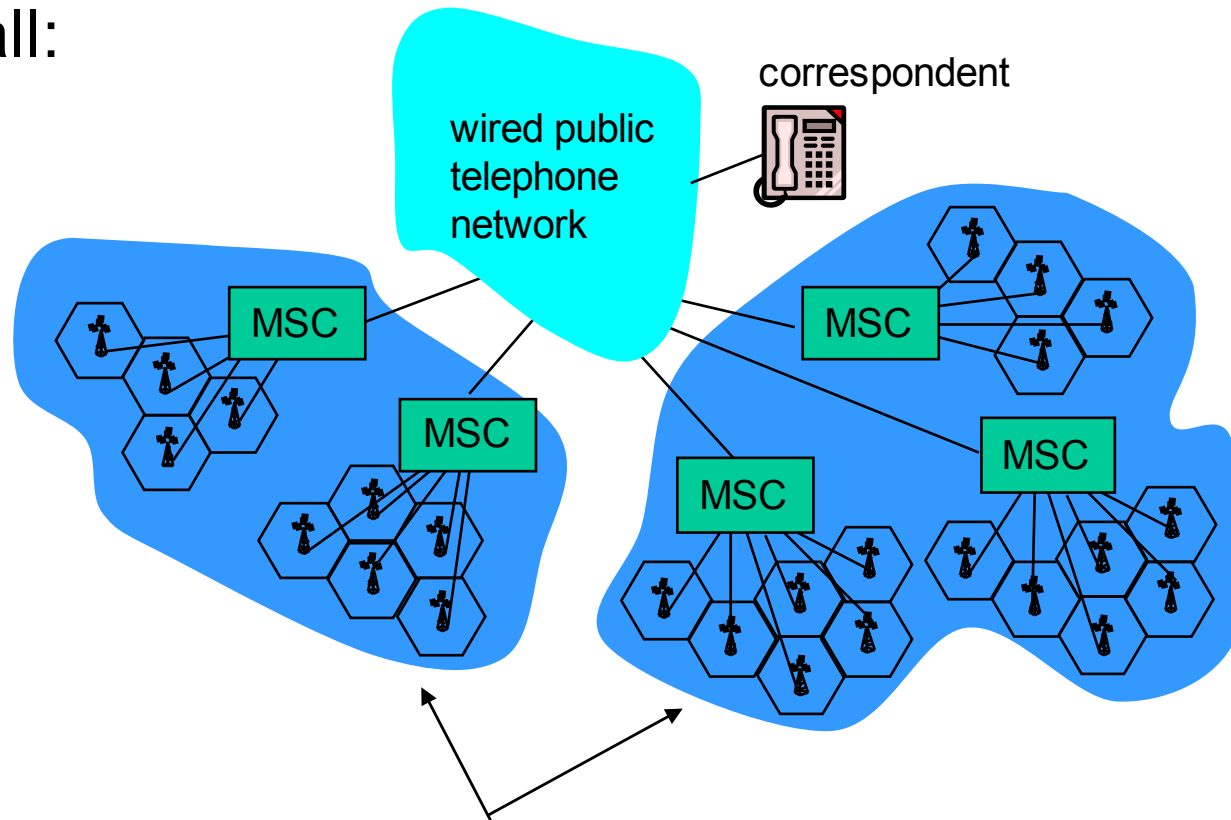 all:
correspondent
wired public
telephone
network
MSC
MSC
MSC
MSC
MSC